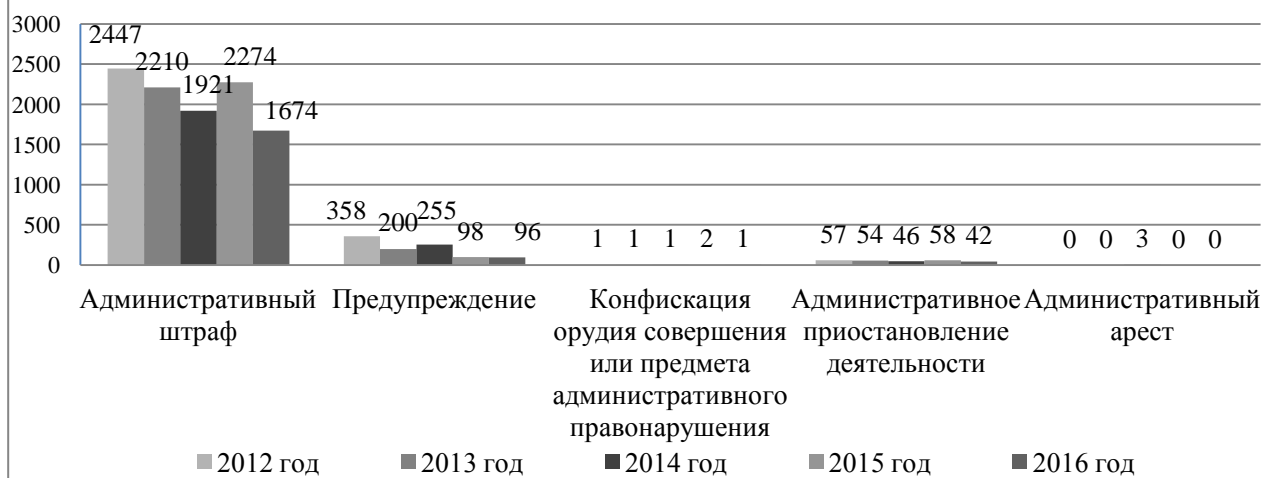 3000
2500
2000
1500
1000
500
0
2447 2210 1921 2274 1674
358 200 255 98 96
1 1 1 2 1
57 54 46 58 42
0 0 3 0 0
Административный
штраф
Предупреждение
Конфискация
орудия совершения
или предмета
административного
правонарушения
Административное
приостановление
деятельности
Административный
арест
2012 год 2013 год 2014 год 2015 год 2016 год